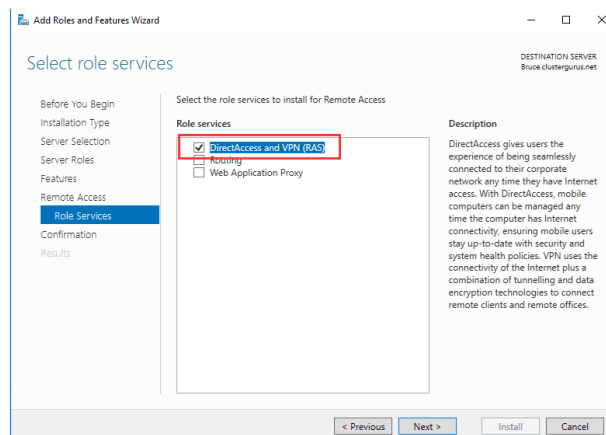 Add Roles and Features Wizard
Select role services
DESTINATION SERVER
Bruce.clustergurus.net
Before You Begin
Installation Type
Server Selection
Server Roles
Features
Remote Access
Role Services
Confirmation
Results
Select the role services to install for Remote Access
Role services
DirectAccess and VPN (RAS)
Routing
Web Application Proxy
Description
DirectAccess gives users the
experience of being seamlessly
connected to their corporate
network any time they have Internet
access. With DirectAccess, mobile
computers can be managed any
time the computer has Internet
connectivity, ensuring mobile users
stay up-to-date with security and
system health policies. VPN uses the
connectivity of the Internet plus a
combination of tunnelling and data
encryption technologies to connect
remote clients and remote offices.
< Previous
Next >
Install
Cancel